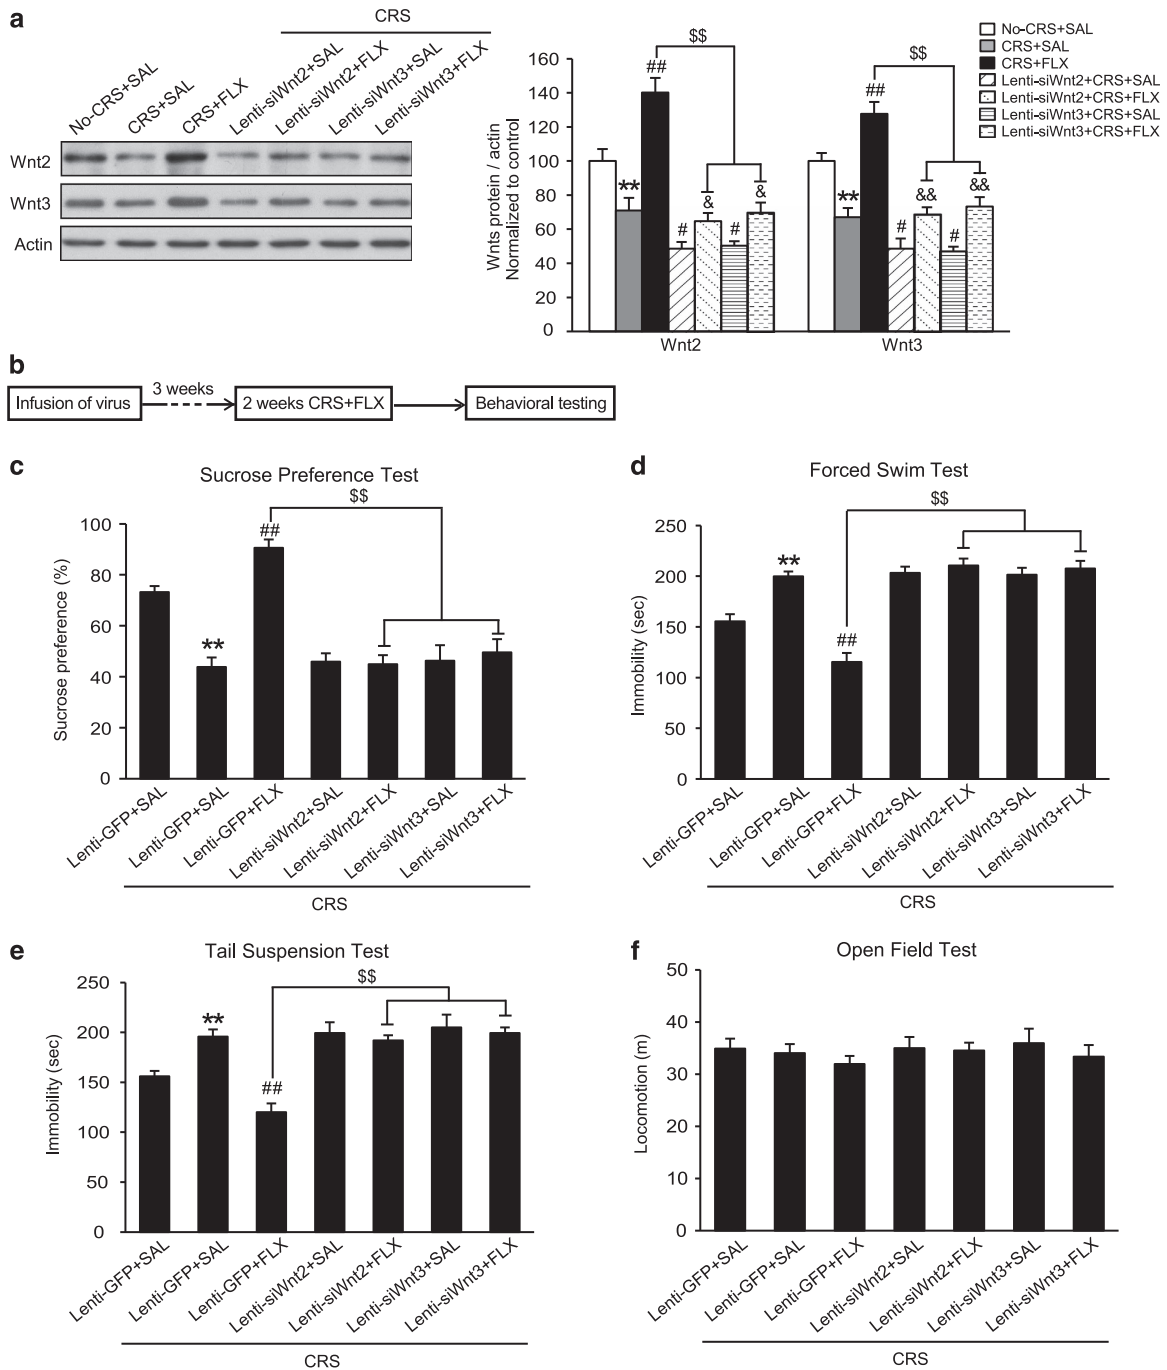 a
CRS
No-CRS+SAL
CRS+SAL
CRS+FLX
Lenti-siWnt2+SAL
Lenti-siWnt2+FLX
Lenti-siWnt3+SAL
Lenti-siWnt3+FLX
Wnt2
Wnt3
Actin
Wnts protein / actin
Normalized to control
160
140
120
100
80
60
40
20
0
**
##
$$
#
&
#
&
**
##
$$
#
&&
#
&&
Wnt2
Wnt3
No-CRS+SAL
CRS+SAL
CRS+FLX
Lenti-siWnt2+CRS+SAL
Lenti-siWnt2+CRS+FLX
Lenti-siWnt3+CRS+SAL
Lenti-siWnt3+CRS+FLX
b
Infusion of virus
3 weeks
2 weeks CRS+FLX
Behavioral testing
c
Sucrose Preference Test
Sucrose preference (%)
100
80
60
40
20
0
**
##
$$
Lenti-GFP+SAL
Lenti-GFP+SAL
Lenti-GFP+FLX
Lenti-siWnt2+SAL
Lenti-siWnt2+FLX
Lenti-siWnt3+SAL
Lenti-siWnt3+FLX
CRS
d
Forced Swim Test
Immobility (sec)
250
200
150
100
50
0
**
##
$$
Lenti-GFP+SAL
Lenti-GFP+SAL
Lenti-GFP+FLX
Lenti-siWnt2+SAL
Lenti-siWnt2+FLX
Lenti-siWnt3+SAL
Lenti-siWnt3+FLX
CRS
e
Tail Suspension Test
Immobility (sec)
250
200
150
100
50
0
**
##
$$
Lenti-GFP+SAL
Lenti-GFP+SAL
Lenti-GFP+FLX
Lenti-siWnt2+SAL
Lenti-siWnt2+FLX
Lenti-siWnt3+SAL
Lenti-siWnt3+FLX
CRS
f
Open Field Test
Locomotion (m)
50
40
30
20
10
0
Lenti-GFP+SAL
Lenti-GFP+SAL
Lenti-GFP+FLX
Lenti-siWnt2+SAL
Lenti-siWnt2+FLX
Lenti-siWnt3+SAL
Lenti-siWnt3+FLX
CRS